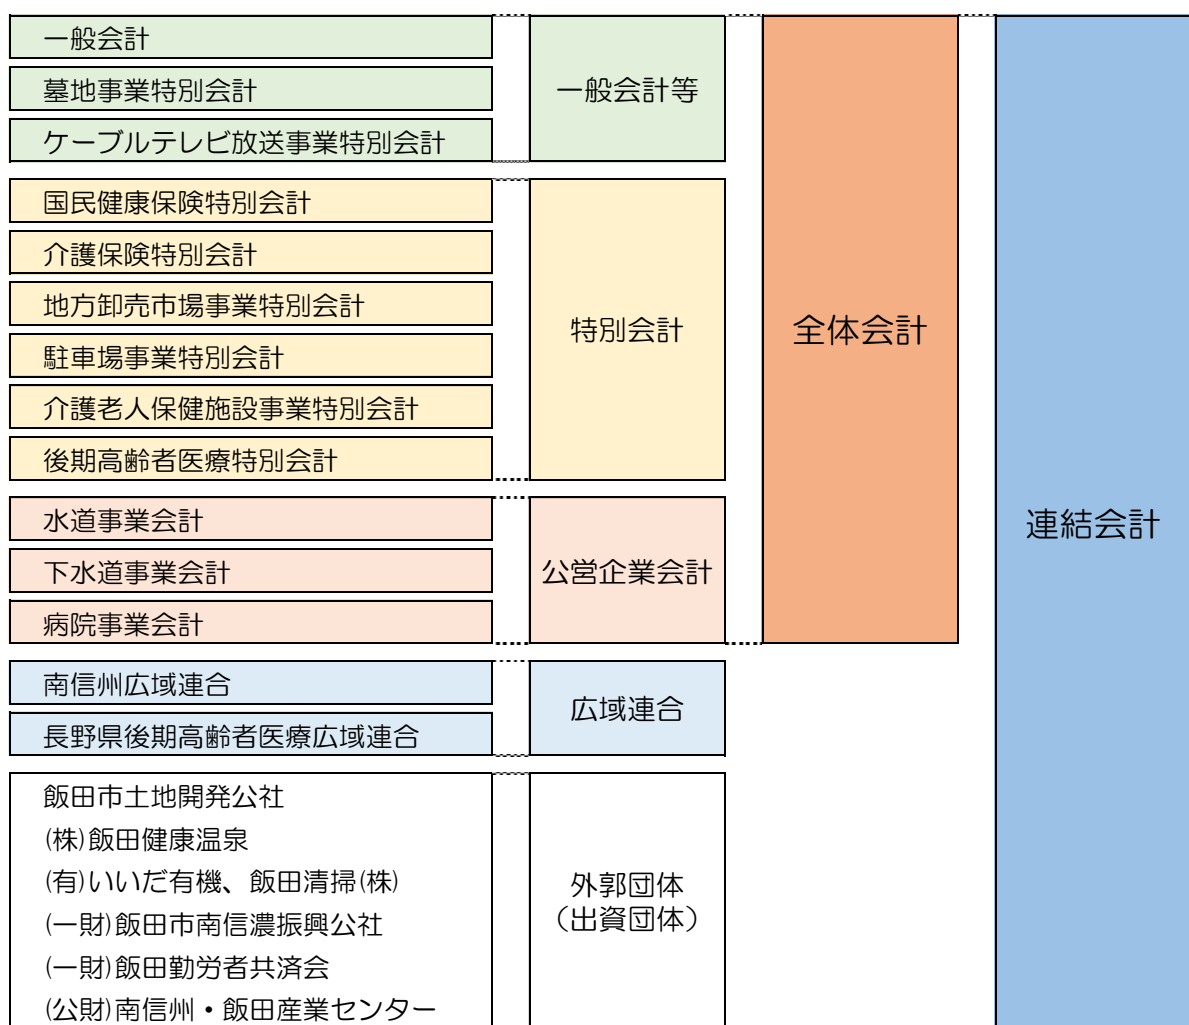 一般会計
墓地事業特別会計
ケーブルテレビ放送事業特別会計
一般会計等
国民健康保険特別会計
介護保険特別会計
地方卸売市場事業特別会計
駐車場事業特別会計
介護老人保健施設事業特別会計
後期高齢者医療特別会計
特別会計
水道事業会計
下水道事業会計
病院事業会計
公営企業会計
全体会計
南信州広域連合
長野県後期高齢者医療広域連合
広域連合
飯田市土地開発公社
(株)飯田健康温泉
(有)いいだ有機、飯田清掃(株)
(一財)飯田市南信濃振興公社
(一財)飯田勤労者共済会
(公財)南信州・飯田産業センター
外郭団体
（出資団体）
連結会計